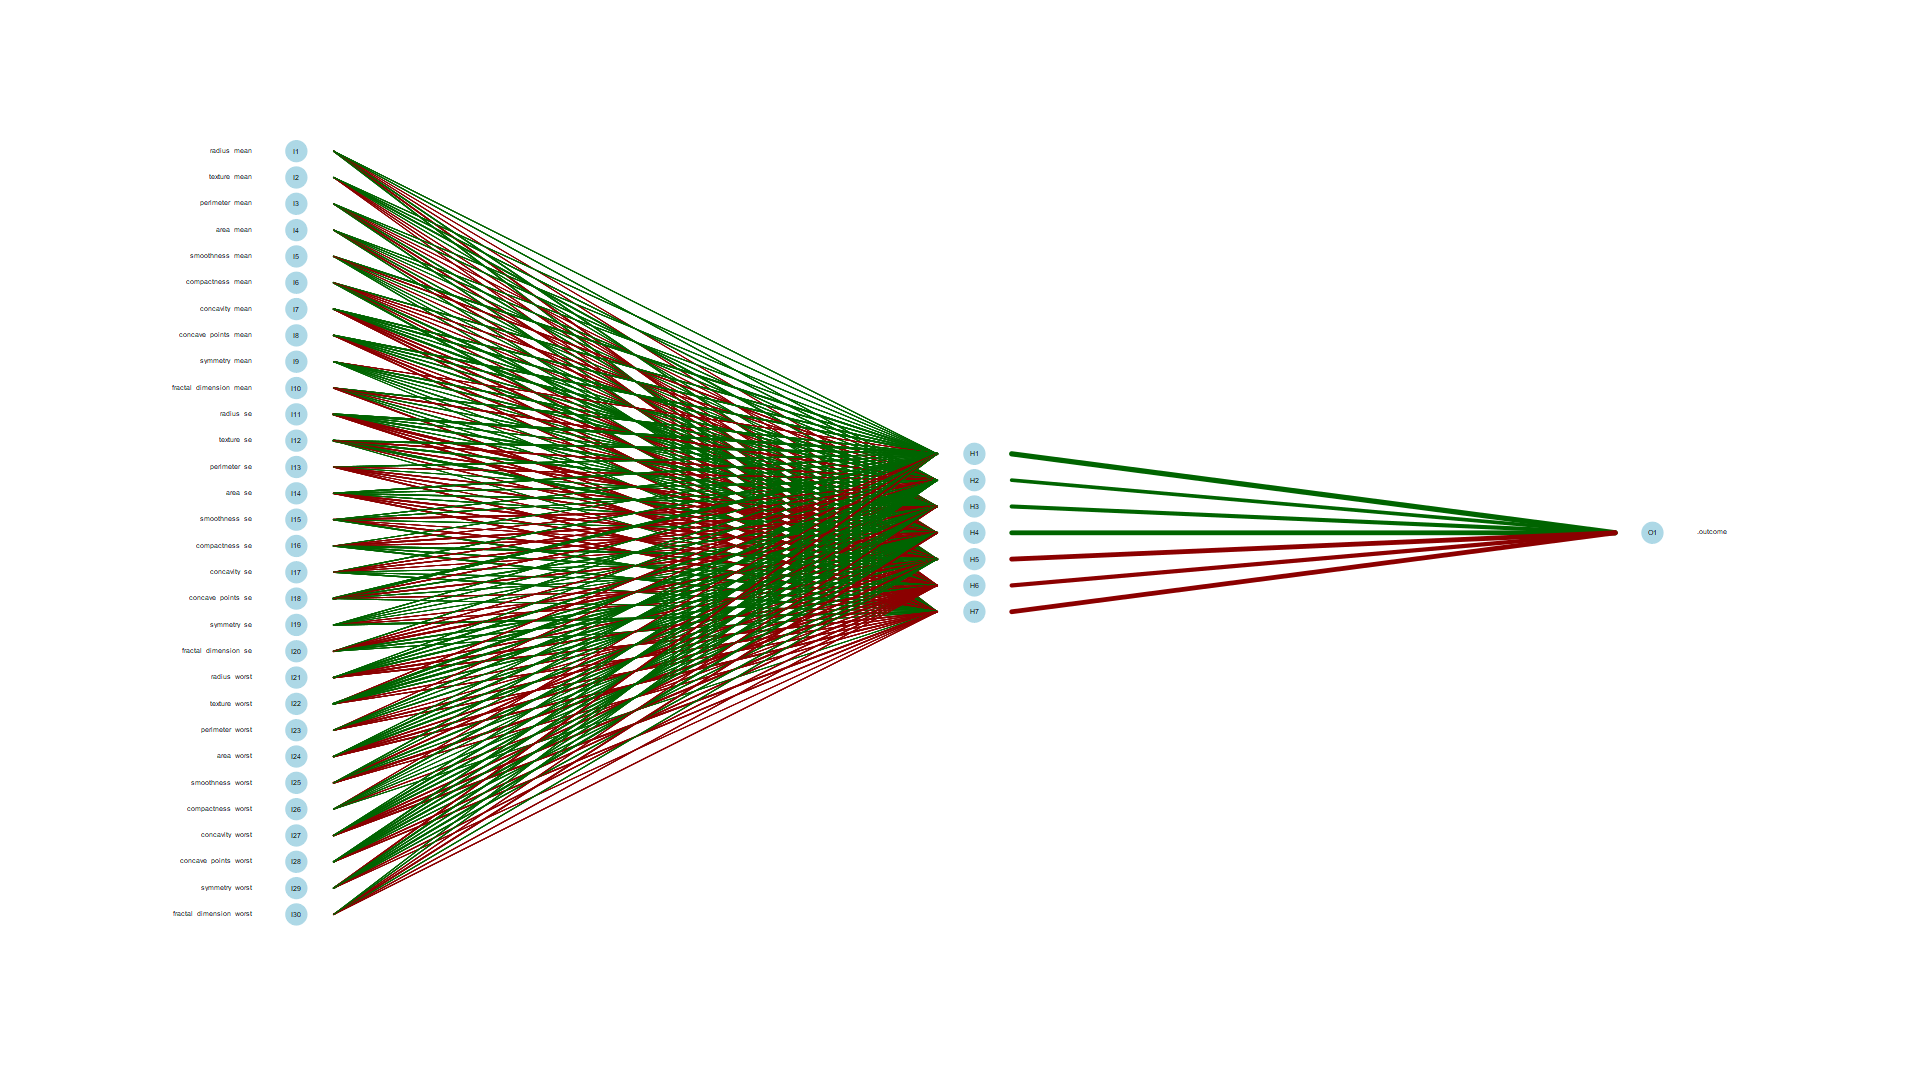 radius mean I1
texture mean I2
perimeter mean I3
area mean I4
smoothness mean I5
compactness mean I6
concavity mean I7
concave points mean I8
symmetry mean I9
fractal dimension mean I10
radius se I11
texture se I12
perimeter se I13
area se I14
smoothness se I15
compactness se I16
concavity se I17
concave points se I18
symmetry se I19
fractal dimension se I20
radius worst I21
texture worst I22
perimeter worst I23
area worst I24
smoothness worst I25
compactness worst I26
concavity worst I27
concave points worst I28
symmetry worst I29
fractal dimension worst I30
H1
H2
H3
H4
H5
H6
H7
O1 .outcome